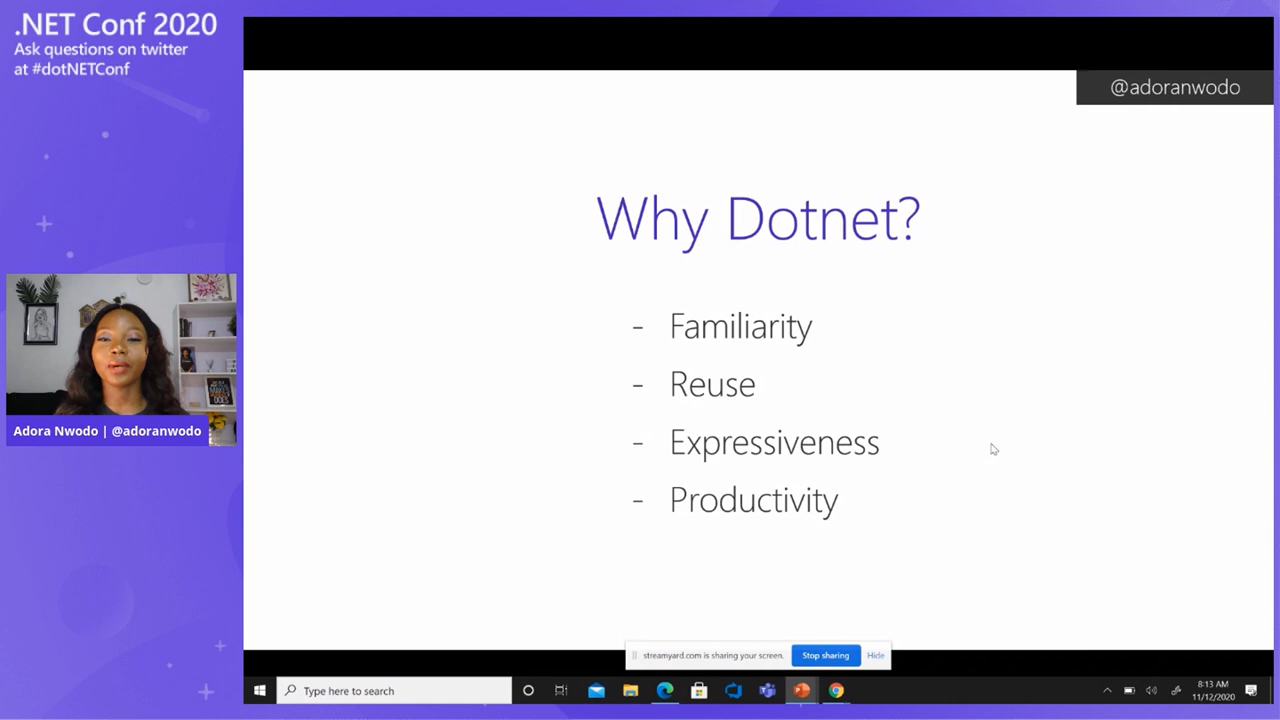 .NET Conf 2020
Ask questions on twitter
at #dotNETConf
@adoranwodo
Why Dotnet?
- Familiarity
- Reuse
- Expressiveness
- Productivity
Adora Nwodo | @adoranwodo
streamyard.com is sharing your screen.
Stop sharing
Hide
Type here to search
8:13 AM
11/12/2020